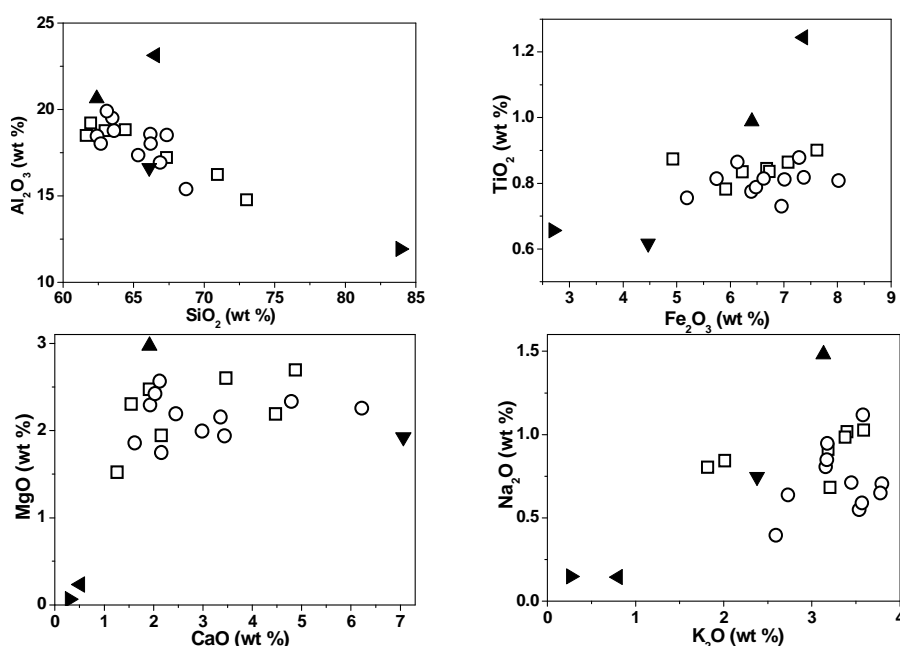 25
20
15
10
Al₂O₃ (wt %)
60 65 70 75 80 85
SiO₂ (wt %)
1.2
1.0
0.8
0.6
TiO₂ (wt %)
3 4 5 6 7 8 9
Fe₂O₃ (wt %)
3
2
1
0
MgO (wt %)
0 1 2 3 4 5 6 7
CaO (wt %)
1.5
1.0
0.5
0.0
Na₂O (wt %)
0 1 2 3 4
K₂O (wt %)